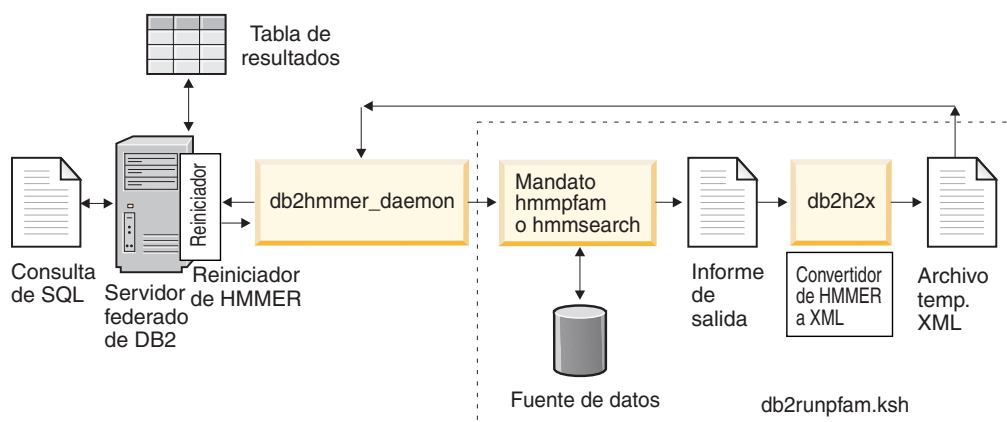 Tabla de
resultados
Reiniciador
db2hmmer_daemon
Mandato
hmmpfam
o hmmsearch
db2h2x
Consulta
de SQL
Servidor
federado
de DB2
Reiniciador
de HMMER
Informe
de
salida
Convertidor
de HMMER
a XML
Archivo
temp.
XML
Fuente de datos
db2runpfam.ksh